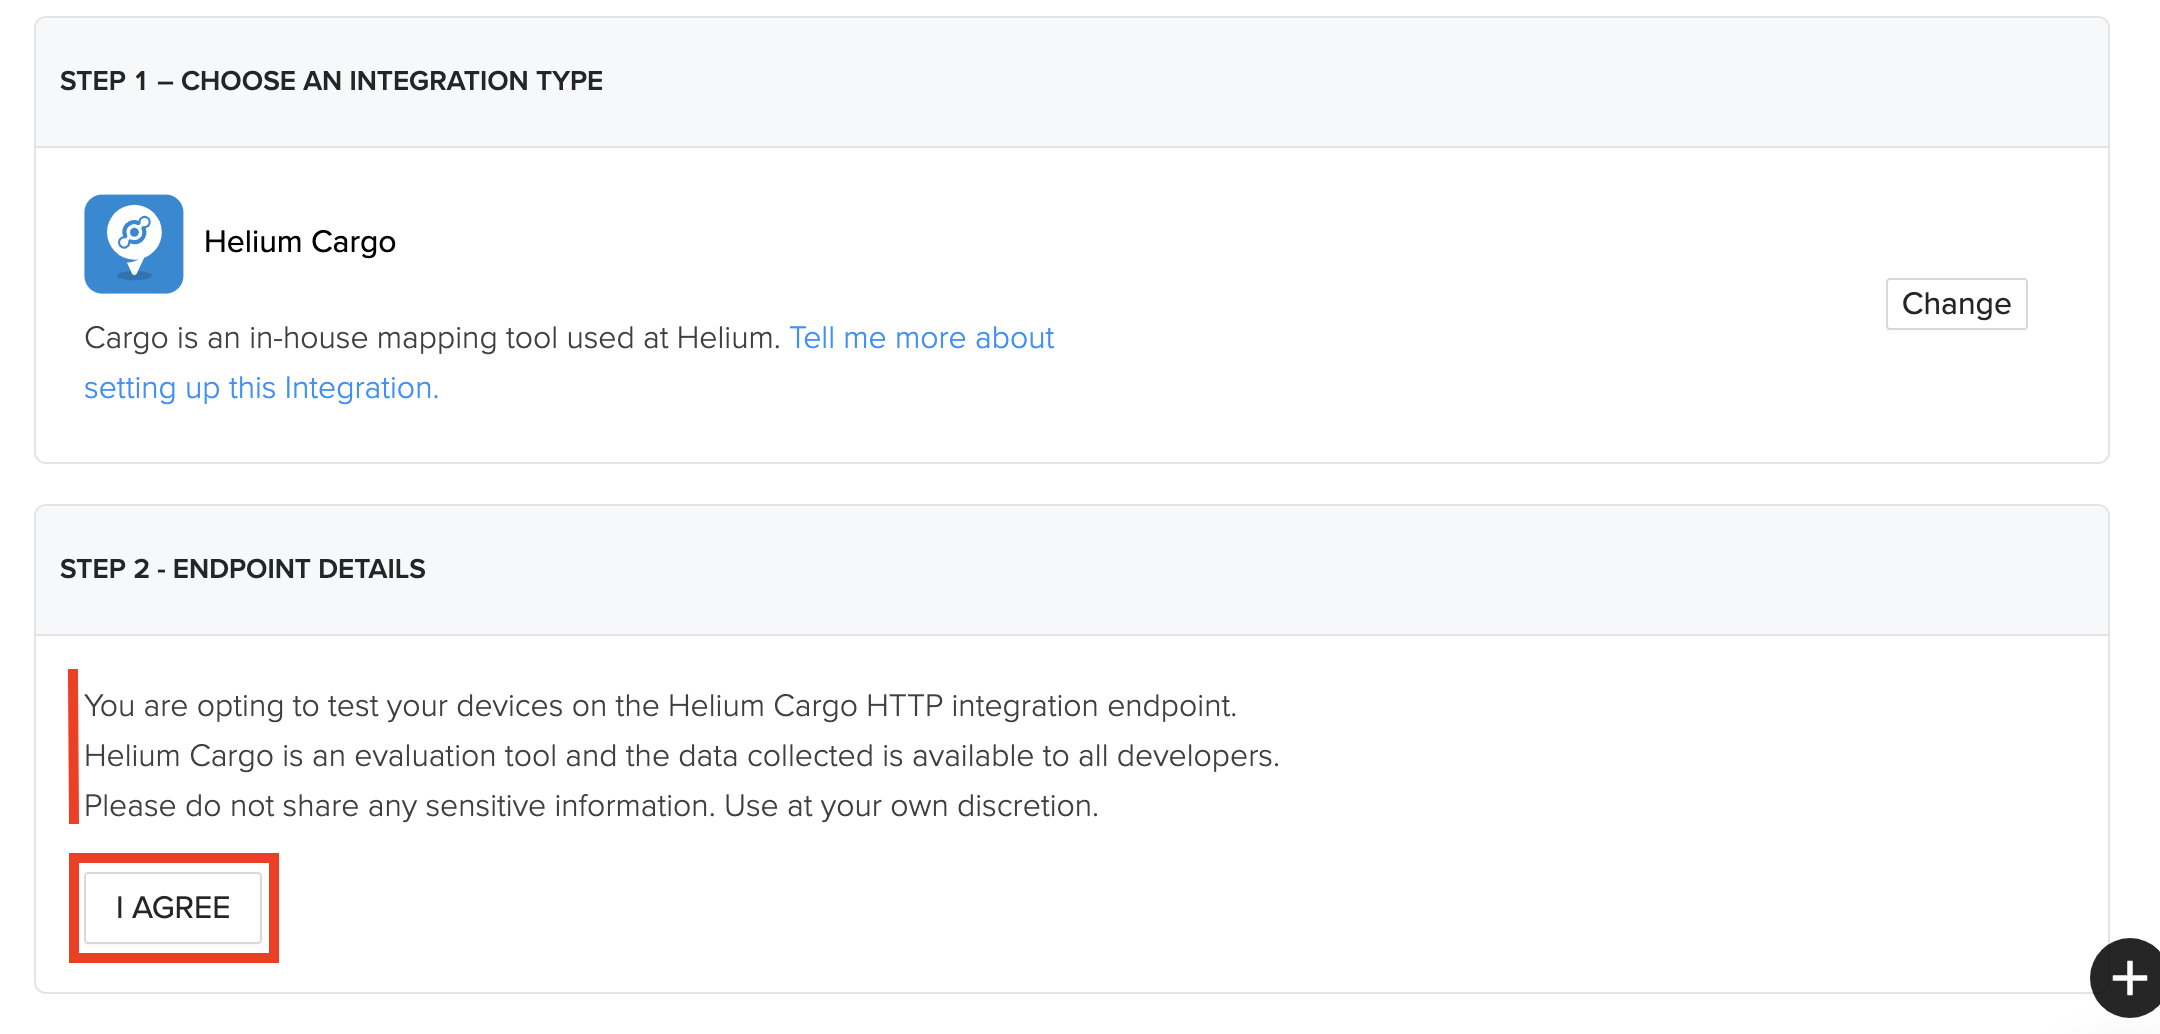 STEP 1 – CHOOSE AN INTEGRATION TYPE
Helium Cargo
Change
Cargo is an in-house mapping tool used at Helium. Tell me more about
setting up this Integration.
STEP 2 - ENDPOINT DETAILS
You are opting to test your devices on the Helium Cargo HTTP integration endpoint.
Helium Cargo is an evaluation tool and the data collected is available to all developers.
Please do not share any sensitive information. Use at your own discretion.
I AGREE